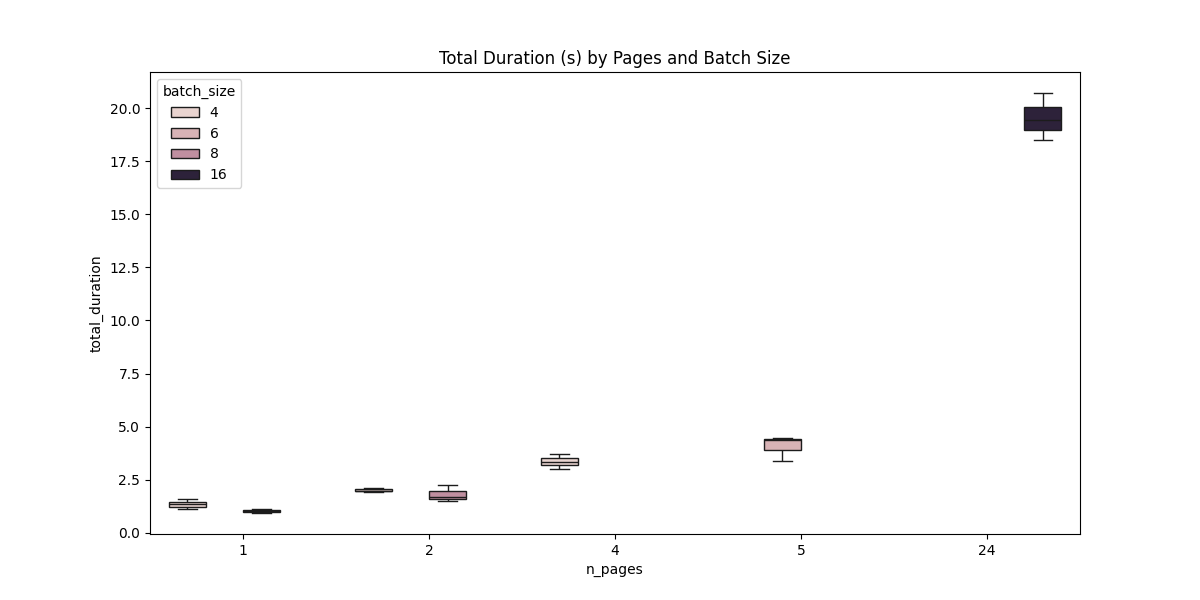 Total Duration (s) by Pages and Batch Size
batch_size
4
6
8
16
20.0
17.5
15.0
12.5
10.0
7.5
5.0
2.5
0.0
total_duration
1 2 4 5 24
n_pages